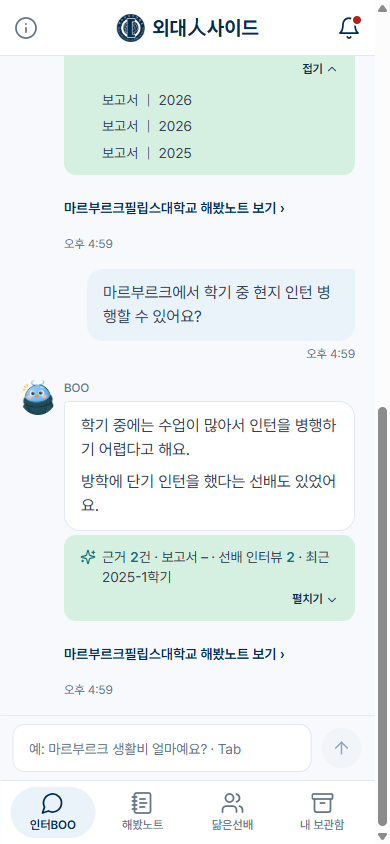 외대人사이드
접기
보고서 | 2026
보고서 | 2026
보고서 | 2025
마르부르크필립스대학교 해봤노트 보기 ›
오후 4:59
마르부르크에서 학기 중 현지 인턴 병
행할 수 있어요?
오후 4:59
BOO
학기 중에는 수업이 많아서 인턴을 병행하
기 어렵다고 해요.
방학에 단기 인턴을 했다는 선배도 있었어
요.
근거 2건 · 보고서 – · 선배 인터뷰 2 · 최근
2025-1학기
펼치기
마르부르크필립스대학교 해봤노트 보기 ›
오후 4:59
예: 마르부르크 생활비 얼마예요? · Tab
인터BOO
해봤노트
닮은선배
내 보관함